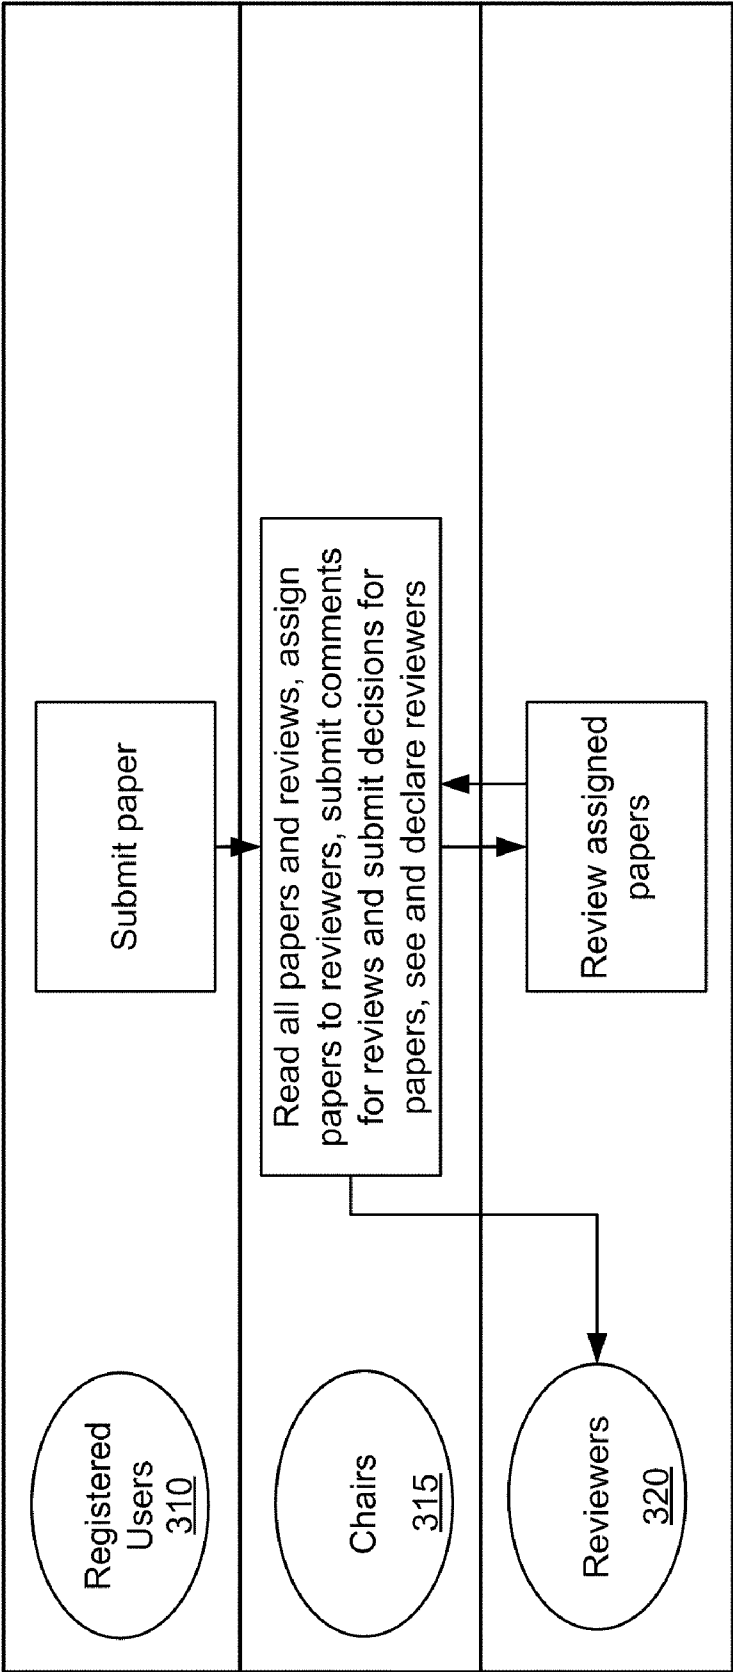 Registered
Users
310
Submit paper
Chairs
315
Read all papers and reviews, assign
papers to reviewers, submit comments
for reviews and submit decisions for
papers, see and declare reviewers
Reviewers
320
Review assigned
papers